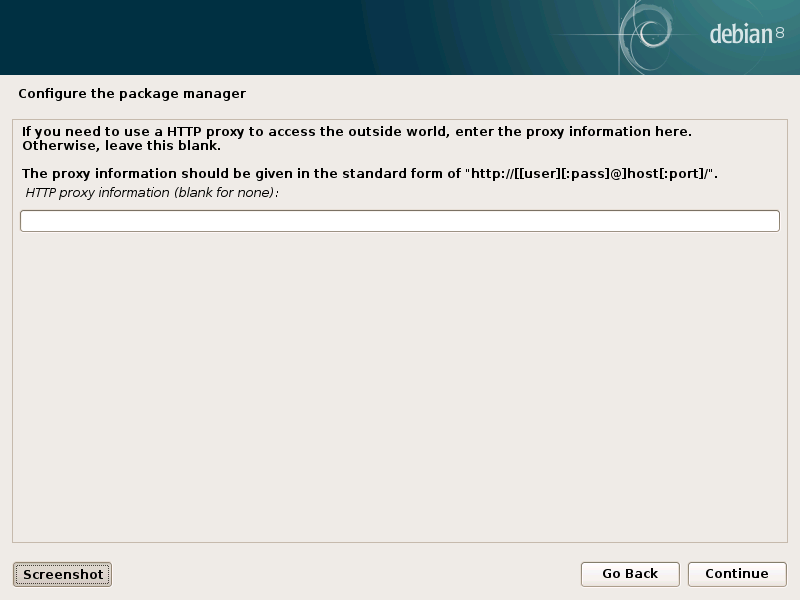 debian 8
Configure the package manager
If you need to use a HTTP proxy to access the outside world, enter the proxy information here.
Otherwise, leave this blank.
The proxy information should be given in the standard form of "http://[[user][:pass]@]host[:port]/".
HTTP proxy information (blank for none):
Screenshot
Go Back
Continue